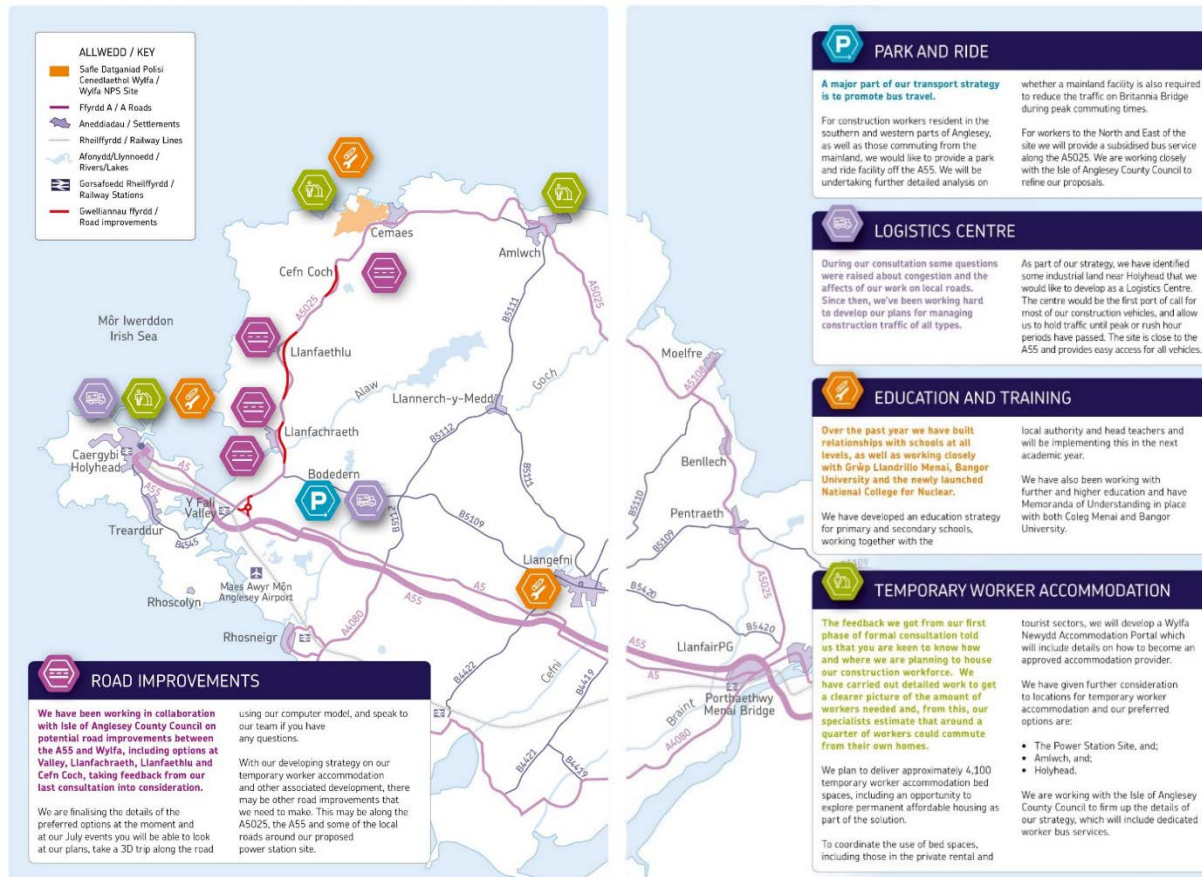 ALLWEDD / KEY
Safle Datganiad Polisi
Cenedlaethol Wylfa /
Wylfa NPS Site
Ffyrdd A / A Roads
Aneddiadau / Settlements
Rheilffyrdd / Railway Lines
Afonydd/Llynnoedd /
Rivers/Lakes
Gorsafoedd Rheilffyrdd /
Railway Stations
Gwelliannau ffyrdd /
Road improvements
Cemaes
Amlwch
Cefn Coch
A5025
A5025
B5111
Môr Iwerddon
Irish Sea
Llanfaethlu
Moelfre
A5108
Alaw
Goch
Llannerch-y-Medd
Llanfachraeth
B5112
Caergybi
Holyhead
A5
A55
Bodedern
P
B5111
Benllech
B5110
Y Fali
Valley
Trearddur
B4545
B5112
B5109
Pentraeth
B5109
Llangefni
A5025
Maes Awyr Môn
Anglesey Airport
A5
A55
Rhoscolyn
B5420
B5420
Rhosneigr
A4080
LlanfairPG
A55
A5
B4422
Cefni
B4419
Porthaethwy
Menai Bridge
Braint
A4080
B4421
B4419
ROAD IMPROVEMENTS
We have been working in collaboration
with Isle of Anglesey County Council on
potential road improvements between
the A55 and Wylfa, including options at
Valley, Llanfachraeth, Llanfaethlu and
Cefn Coch, taking feedback from our
last consultation into consideration.
We are finalising the details of the
preferred options at the moment and
at our July events you will be able to look
at our plans, take a 3D trip along the road
using our computer model, and speak to
our team if you have
any questions.
With our developing strategy on our
temporary worker accommodation
and other associated development, there
may be other road improvements that
we need to make. This may be along the
A5025, the A55 and some of the local
roads around our proposed
power station site.
P
PARK AND RIDE
A major part of our transport strategy
is to promote bus travel.
For construction workers resident in the
southern and western parts of Anglesey,
as well as those commuting from the
mainland, we would like to provide a park
and ride facility off the A55. We will be
undertaking further detailed analysis on
whether a mainland facility is also required
to reduce the traffic on Britannia Bridge
during peak commuting times.
For workers to the North and East of the
site we will provide a subsidised bus service
along the A5025. We are working closely
with the Isle of Anglesey County Council to
refine our proposals.
LOGISTICS CENTRE
During our consultation some questions
were raised about congestion and the
affects of our work on local roads.
Since then, we've been working hard
to develop our plans for managing
construction traffic of all types.
As part of our strategy, we have identified
some industrial land near Holyhead that we
would like to develop as a Logistics Centre.
The centre would be the first port of call for
most of our construction vehicles, and allow
us to hold traffic until peak or rush hour
periods have passed. The site is close to the
A55 and provides easy access for all vehicles.
EDUCATION AND TRAINING
Over the past year we have built
relationships with schools at all
levels, as well as working closely
with Grŵp Llandrillo Menai, Bangor
University and the newly launched
National College for Nuclear.
We have developed an education strategy
for primary and secondary schools,
working together with the
local authority and head teachers and
will be implementing this in the next
academic year.
We have also been working with
further and higher education and have
Memoranda of Understanding in place
with both Coleg Menai and Bangor
University.
TEMPORARY WORKER ACCOMMODATION
The feedback we got from our first
phase of formal consultation told
us that you are keen to know how
and where we are planning to house
our construction workforce. We
have carried out detailed work to get
a clearer picture of the amount of
workers needed and, from this, our
specialists estimate that around a
quarter of workers could commute
from their own homes.
We plan to deliver approximately 4,100
temporary worker accommodation bed
spaces, including an opportunity to
explore permanent affordable housing as
part of the solution.
To coordinate the use of bed spaces,
including those in the private rental and
tourist sectors, we will develop a Wylfa
Newydd Accommodation Portal which
will include details on how to become an
approved accommodation provider.
We have given further consideration
to locations for temporary worker
accommodation and our preferred
options are:
• The Power Station Site, and;
• Amlwch, and;
• Holyhead.
We are working with the Isle of Anglesey
County Council to firm up the details of
our strategy, which will include dedicated
worker bus services.